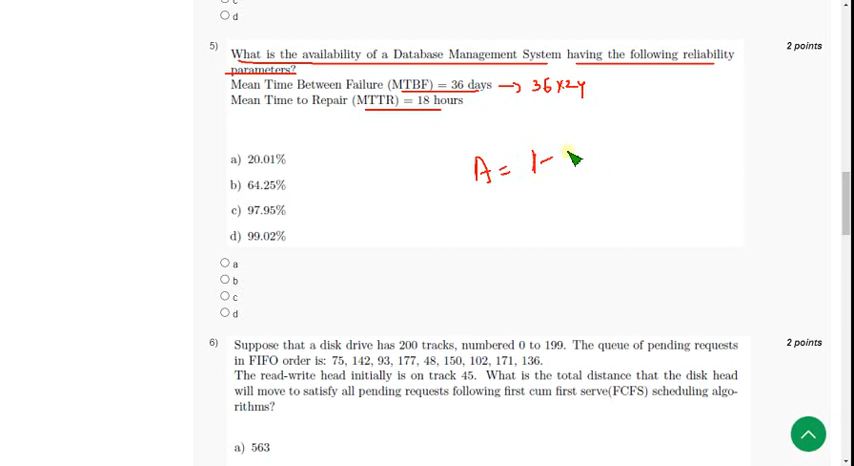 c
d
5) What is the availability of a Database Management System having the following reliability 2 points
parameters?
Mean Time Between Failure (MTBF) = 36 days → 36×24
Mean Time to Repair (MTTR) = 18 hours
A = 1-
a) 20.01%
b) 64.25%
c) 97.95%
d) 99.02%
a
b
c
d
6) Suppose that a disk drive has 200 tracks, numbered 0 to 199. The queue of pending requests 2 points
in FIFO order is: 75, 142, 93, 177, 48, 150, 102, 171, 136.
The read-write head initially is on track 45. What is the total distance that the disk head
will move to satisfy all pending requests following first cum first serve(FCFS) scheduling algo-
rithms?
a) 563